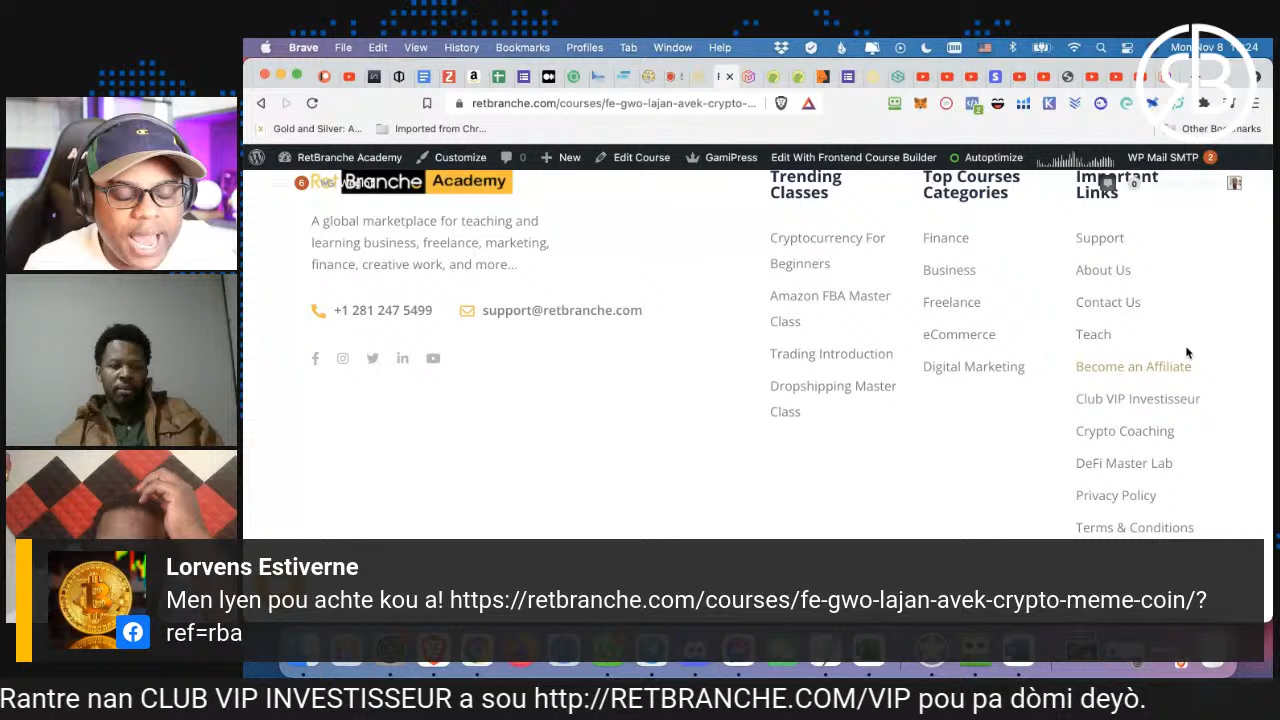 Brave File Edit View History Bookmarks Profiles Tab Window Help
Mon Nov 8
RB
retbranche.com/courses/fe-gwo-lajan-avek-crypto-...
Gold and Silver: A...
Imported from Chr...
Other Bookmarks
RetBranche Academy Customize 0 New Edit Course GamiPress Edit With Frontend Course Builder Autoptimize WP Mail SMTP 2
6
0
RetBranche Academy
A global marketplace for teaching and
learning business, freelance, marketing,
finance, creative work, and more...
+1 281 247 5499
support@retbranche.com
Trending
Classes
Cryptocurrency For
Beginners
Amazon FBA Master
Class
Trading Introduction
Dropshipping Master
Class
Top Courses
Categories
Finance
Business
Freelance
eCommerce
Digital Marketing
Important
Links
Support
About Us
Contact Us
Teach
Become an Affiliate
Club VIP Investisseur
Crypto Coaching
DeFi Master Lab
Privacy Policy
Terms & Conditions
Lorvens Estiverne
Men lyen pou achte kou a! https://retbranche.com/courses/fe-gwo-lajan-avek-crypto-meme-coin/?
ref=rba
Rantre nan CLUB VIP INVESTISSEUR a sou http://RETBRANCHE.COM/VIP pou pa dòmi deyò.